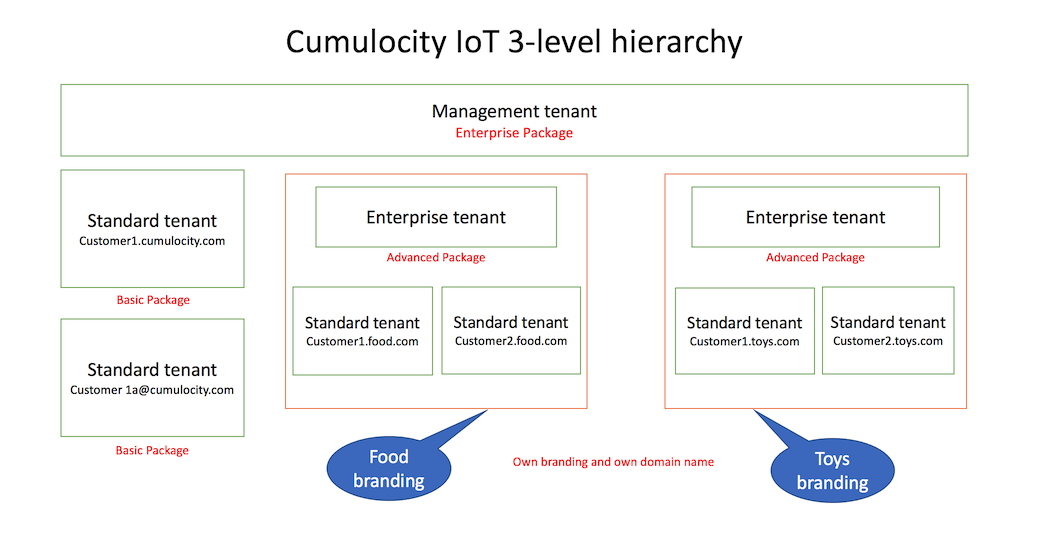 Cumulocity IoT 3-level hierarchy
Management tenant
Enterprise Package
Standard tenant
Customer1.cumulocity.com
Basic Package
Standard tenant
Customer 1a@cumulocity.com
Basic Package
Enterprise tenant
Advanced Package
Standard tenant
Customer1.food.com
Standard tenant
Customer2.food.com
Food
branding
Own branding and own domain name
Enterprise tenant
Advanced Package
Standard tenant
Customer1.toys.com
Standard tenant
Customer2.toys.com
Toys
branding